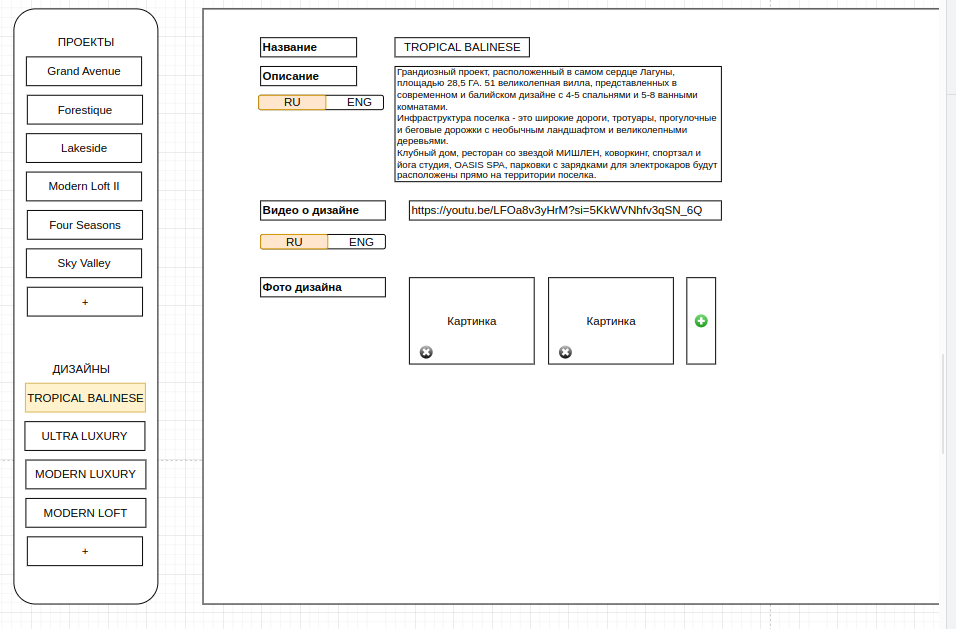 ПРОЕКТЫ
Grand Avenue
Forestique
Lakeside
Modern Loft II
Four Seasons
Sky Valley
+
ДИЗАЙНЫ
TROPICAL BALINESE
ULTRA LUXURY
MODERN LUXURY
MODERN LOFT
+
Название
TROPICAL BALINESE
Описание
RU ENG
Грандиозный проект, расположенный в самом сердце Лагуны,
площадью 28,5 ГА. 51 великолепная вилла, представленных в
современном и балийском дизайне с 4-5 спальнями и 5-8 ванными
комнатами.
Инфраструктура поселка - это широкие дороги, тротуары, прогулочные
и беговые дорожки с необычным ландшафтом и великолепными
деревьями.
Клубный дом, ресторан со звездой МИШЛЕН, коворкинг, спортзал и
йога студия, OASIS SPA, парковки с зарядками для электрокаров будут
расположены прямо на территории поселка.
Видео о дизайне
https://youtu.be/LFOa8v3yHrM?si=5KkWVNhfv3qSN_6Q
RU ENG
Фото дизайна
Картинка
Картинка